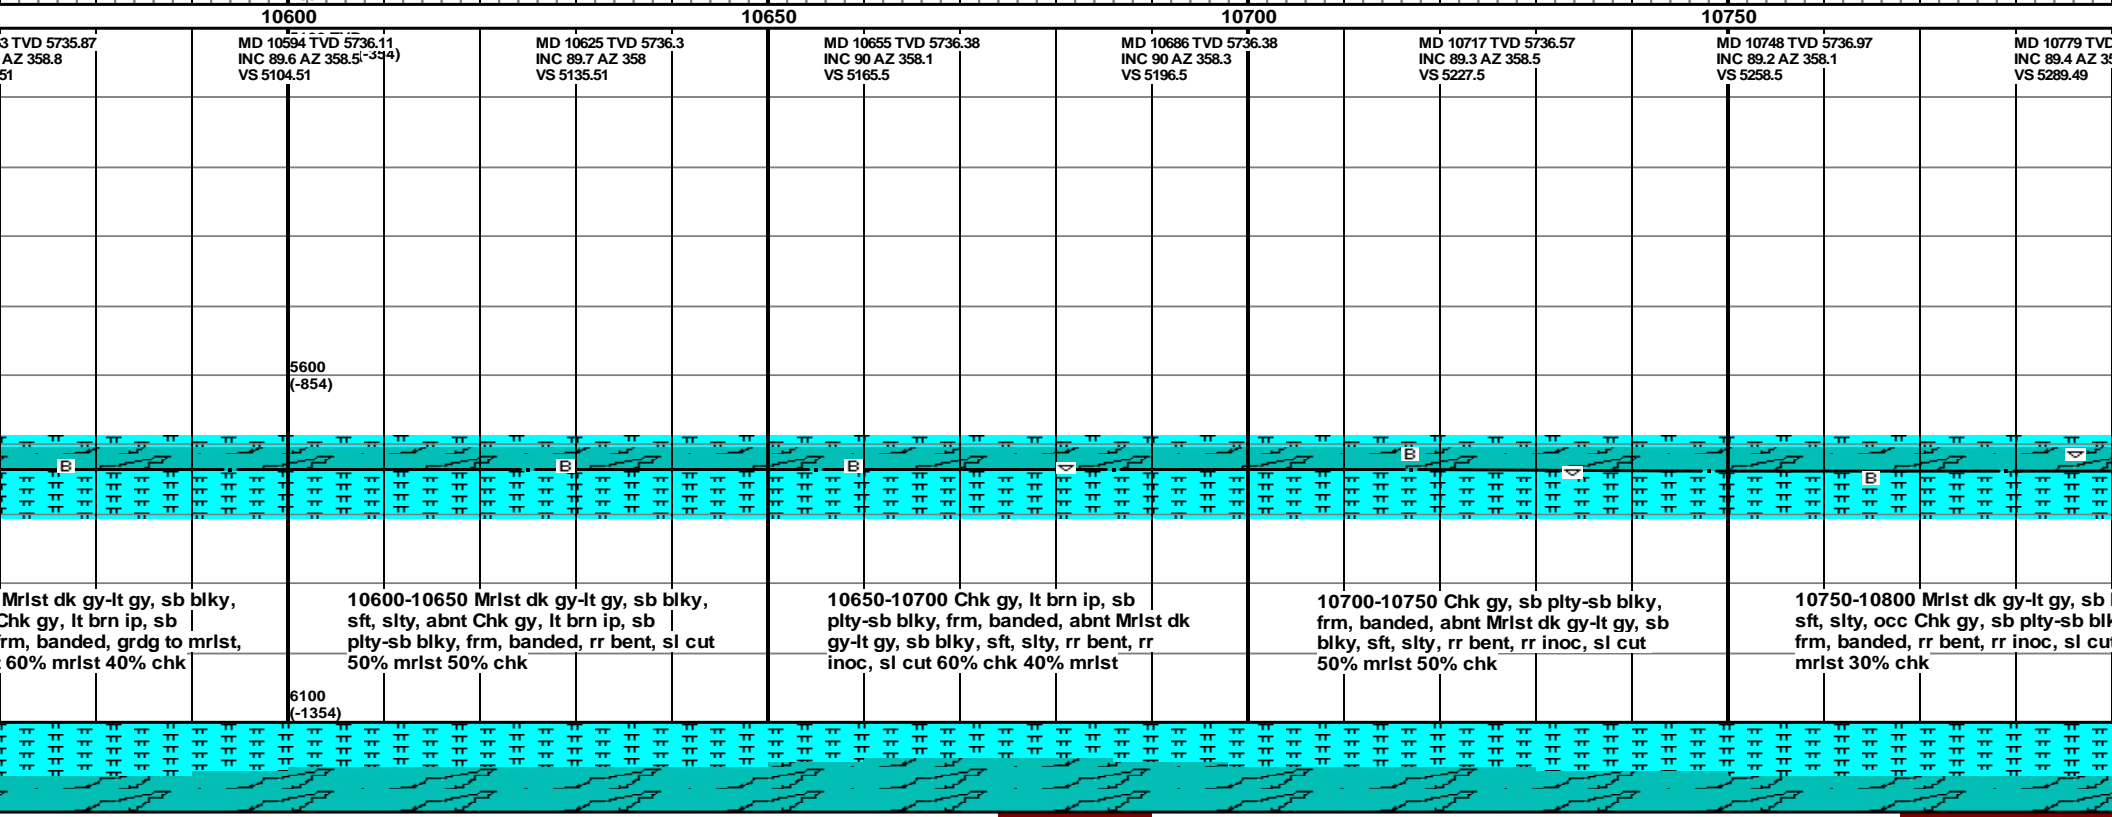 10600 10650 10700 10750
3 TVD 5735.87
AZ 358.8
51
MD 10594 TVD 5736.11
INC 89.6 AZ 358.5
VS 5104.51
(-354)
MD 10625 TVD 5736.3
INC 89.7 AZ 358
VS 5135.51
MD 10655 TVD 5736.38
INC 90 AZ 358.1
VS 5165.5
MD 10686 TVD 5736.38
INC 90 AZ 358.3
VS 5196.5
MD 10717 TVD 5736.57
INC 89.3 AZ 358.5
VS 5227.5
MD 10748 TVD 5736.97
INC 89.2 AZ 358.1
VS 5258.5
MD 10779 TVD
INC 89.4 AZ 35
VS 5289.49
5600
(-854)
B B B B B
Mrlst dk gy-lt gy, sb blky,
Chk gy, lt brn ip, sb
frm, banded, grdg to mrlst,
60% mrlst 40% chk
10600-10650 Mrlst dk gy-lt gy, sb blky,
sft, slty, abnt Chk gy, lt brn ip, sb
plty-sb blky, frm, banded, rr bent, sl cut
50% mrlst 50% chk
10650-10700 Chk gy, lt brn ip, sb
plty-sb blky, frm, banded, abnt Mrlst dk
gy-lt gy, sb blky, sft, slty, rr bent, rr
inoc, sl cut 60% chk 40% mrlst
10700-10750 Chk gy, sb plty-sb blky,
frm, banded, abnt Mrlst dk gy-lt gy, sb
blky, sft, slty, rr bent, rr inoc, sl cut
50% mrlst 50% chk
10750-10800 Mrlst dk gy-lt gy, sb
sft, slty, occ Chk gy, sb plty-sb blk
frm, banded, rr bent, rr inoc, sl cut
mrlst 30% chk
6100
(-1354)